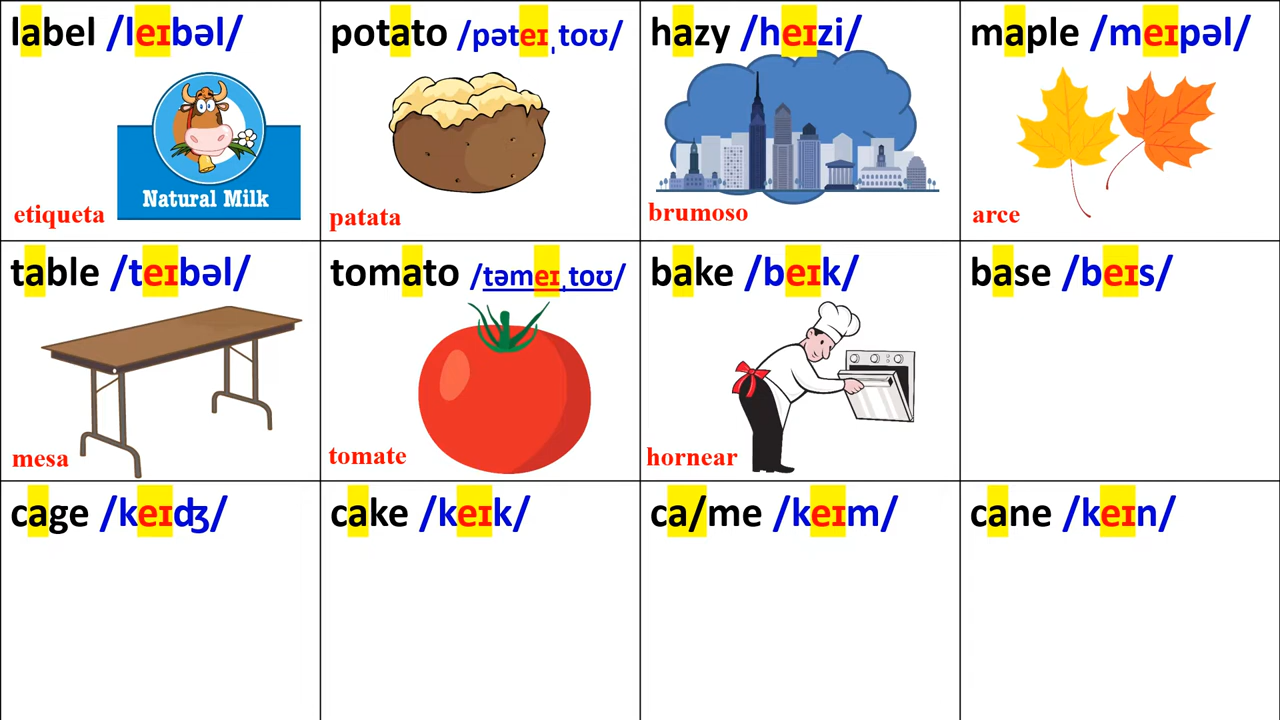 label /leɪbəl/
Natural Milk
etiqueta
potato /pəteɪˌtoʊ/
patata
hazy /heɪzi/
brumoso
maple /meɪpəl/
arce
table /teɪbəl/
mesa
tomato /təmeɪˌtoʊ/
tomate
bake /beɪk/
hornear
base /beɪs/
cage /keɪʤ/
cake /keɪk/
ca/me /keɪm/
cane /keɪn/